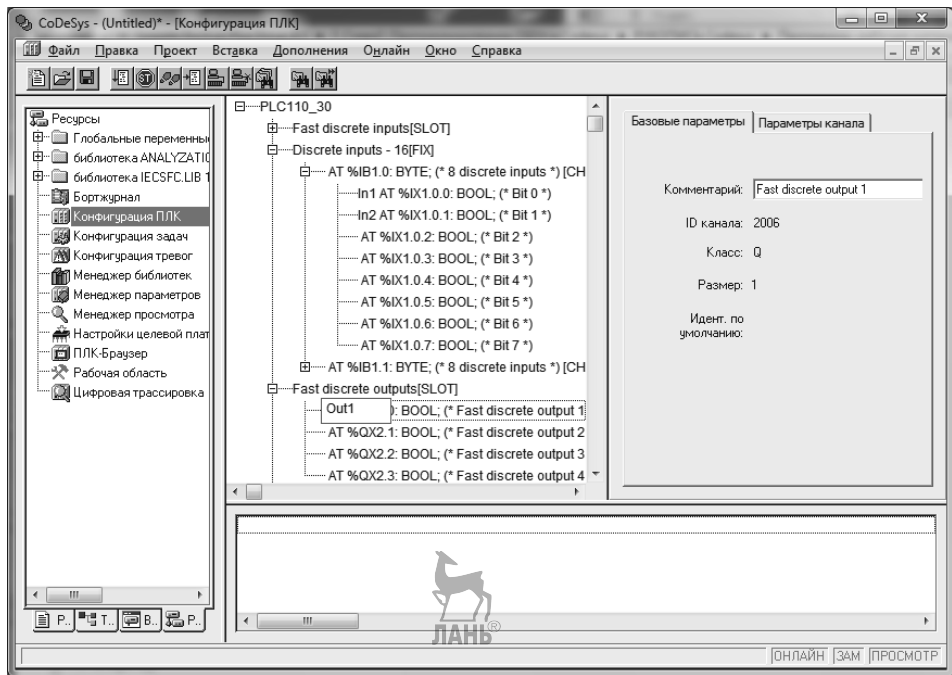 CoDeSys - (Untitled)* - [Конфигурация ПЛК]
Файл Правка Проект Вставка Дополнения Онлайн Окно Справка
Ресурсы
Глобальные переменны
библиотека ANALYZATIO
библиотека IECSFC.LIB 1
Бортжурнал
Конфигурация ПЛК
Конфигурация задач
Конфигурация тревог
Менеджер библиотек
Менеджер параметров
Менеджер просмотра
Настройки целевой плат
ПЛК-Браузер
Рабочая область
Цифровая трассировка
Р.. Т.. В.. Р..
PLC110_30
Fast discrete inputs[SLOT]
Discrete inputs - 16[FIX]
AT %IB1.0: BYTE; (* 8 discrete inputs *) [CH
In1 AT %IX1.0.0: BOOL; (* Bit 0 *)
In2 AT %IX1.0.1: BOOL; (* Bit 1 *)
AT %IX1.0.2: BOOL; (* Bit 2 *)
AT %IX1.0.3: BOOL; (* Bit 3 *)
AT %IX1.0.4: BOOL; (* Bit 4 *)
AT %IX1.0.5: BOOL; (* Bit 5 *)
AT %IX1.0.6: BOOL; (* Bit 6 *)
AT %IX1.0.7: BOOL; (* Bit 7 *)
AT %IB1.1: BYTE; (* 8 discrete inputs *) [CH
Fast discrete outputs[SLOT]
Out1 0: BOOL; (* Fast discrete output 1
AT %QX2.1: BOOL; (* Fast discrete output 2
AT %QX2.2: BOOL; (* Fast discrete output 3
AT %QX2.3: BOOL; (* Fast discrete output 4
Базовые параметры Параметры канала
Комментарий: Fast discrete output 1
ID канала: 2006
Класс: Q
Размер: 1
Идент. по
умолчанию:
ЛАНЬ®
ОНЛАЙН ЗАМ ПРОСМОТР